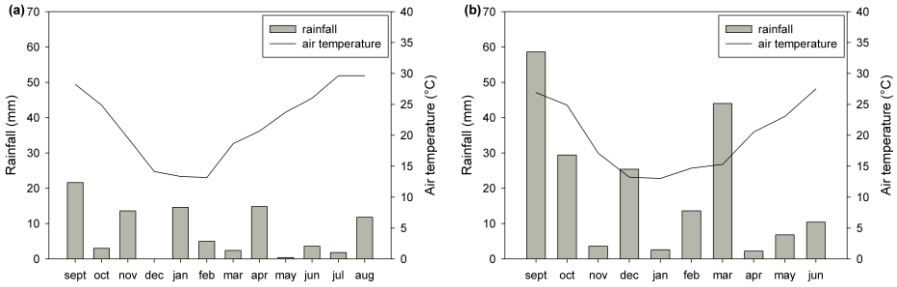 (a)
70
60
50
40
30
20
10
0
Rainfall (mm)
rainfall
air temperature
40
35
30
25
20
15
10
5
0
Air temperature (°C)
sept oct nov dec jan feb mar apr may jun jul aug
(b)
70
60
50
40
30
20
10
0
Rainfall (mm)
rainfall
air temperature
40
35
30
25
20
15
10
5
0
Air temperature (°C)
sept oct nov dec jan feb mar apr may jun